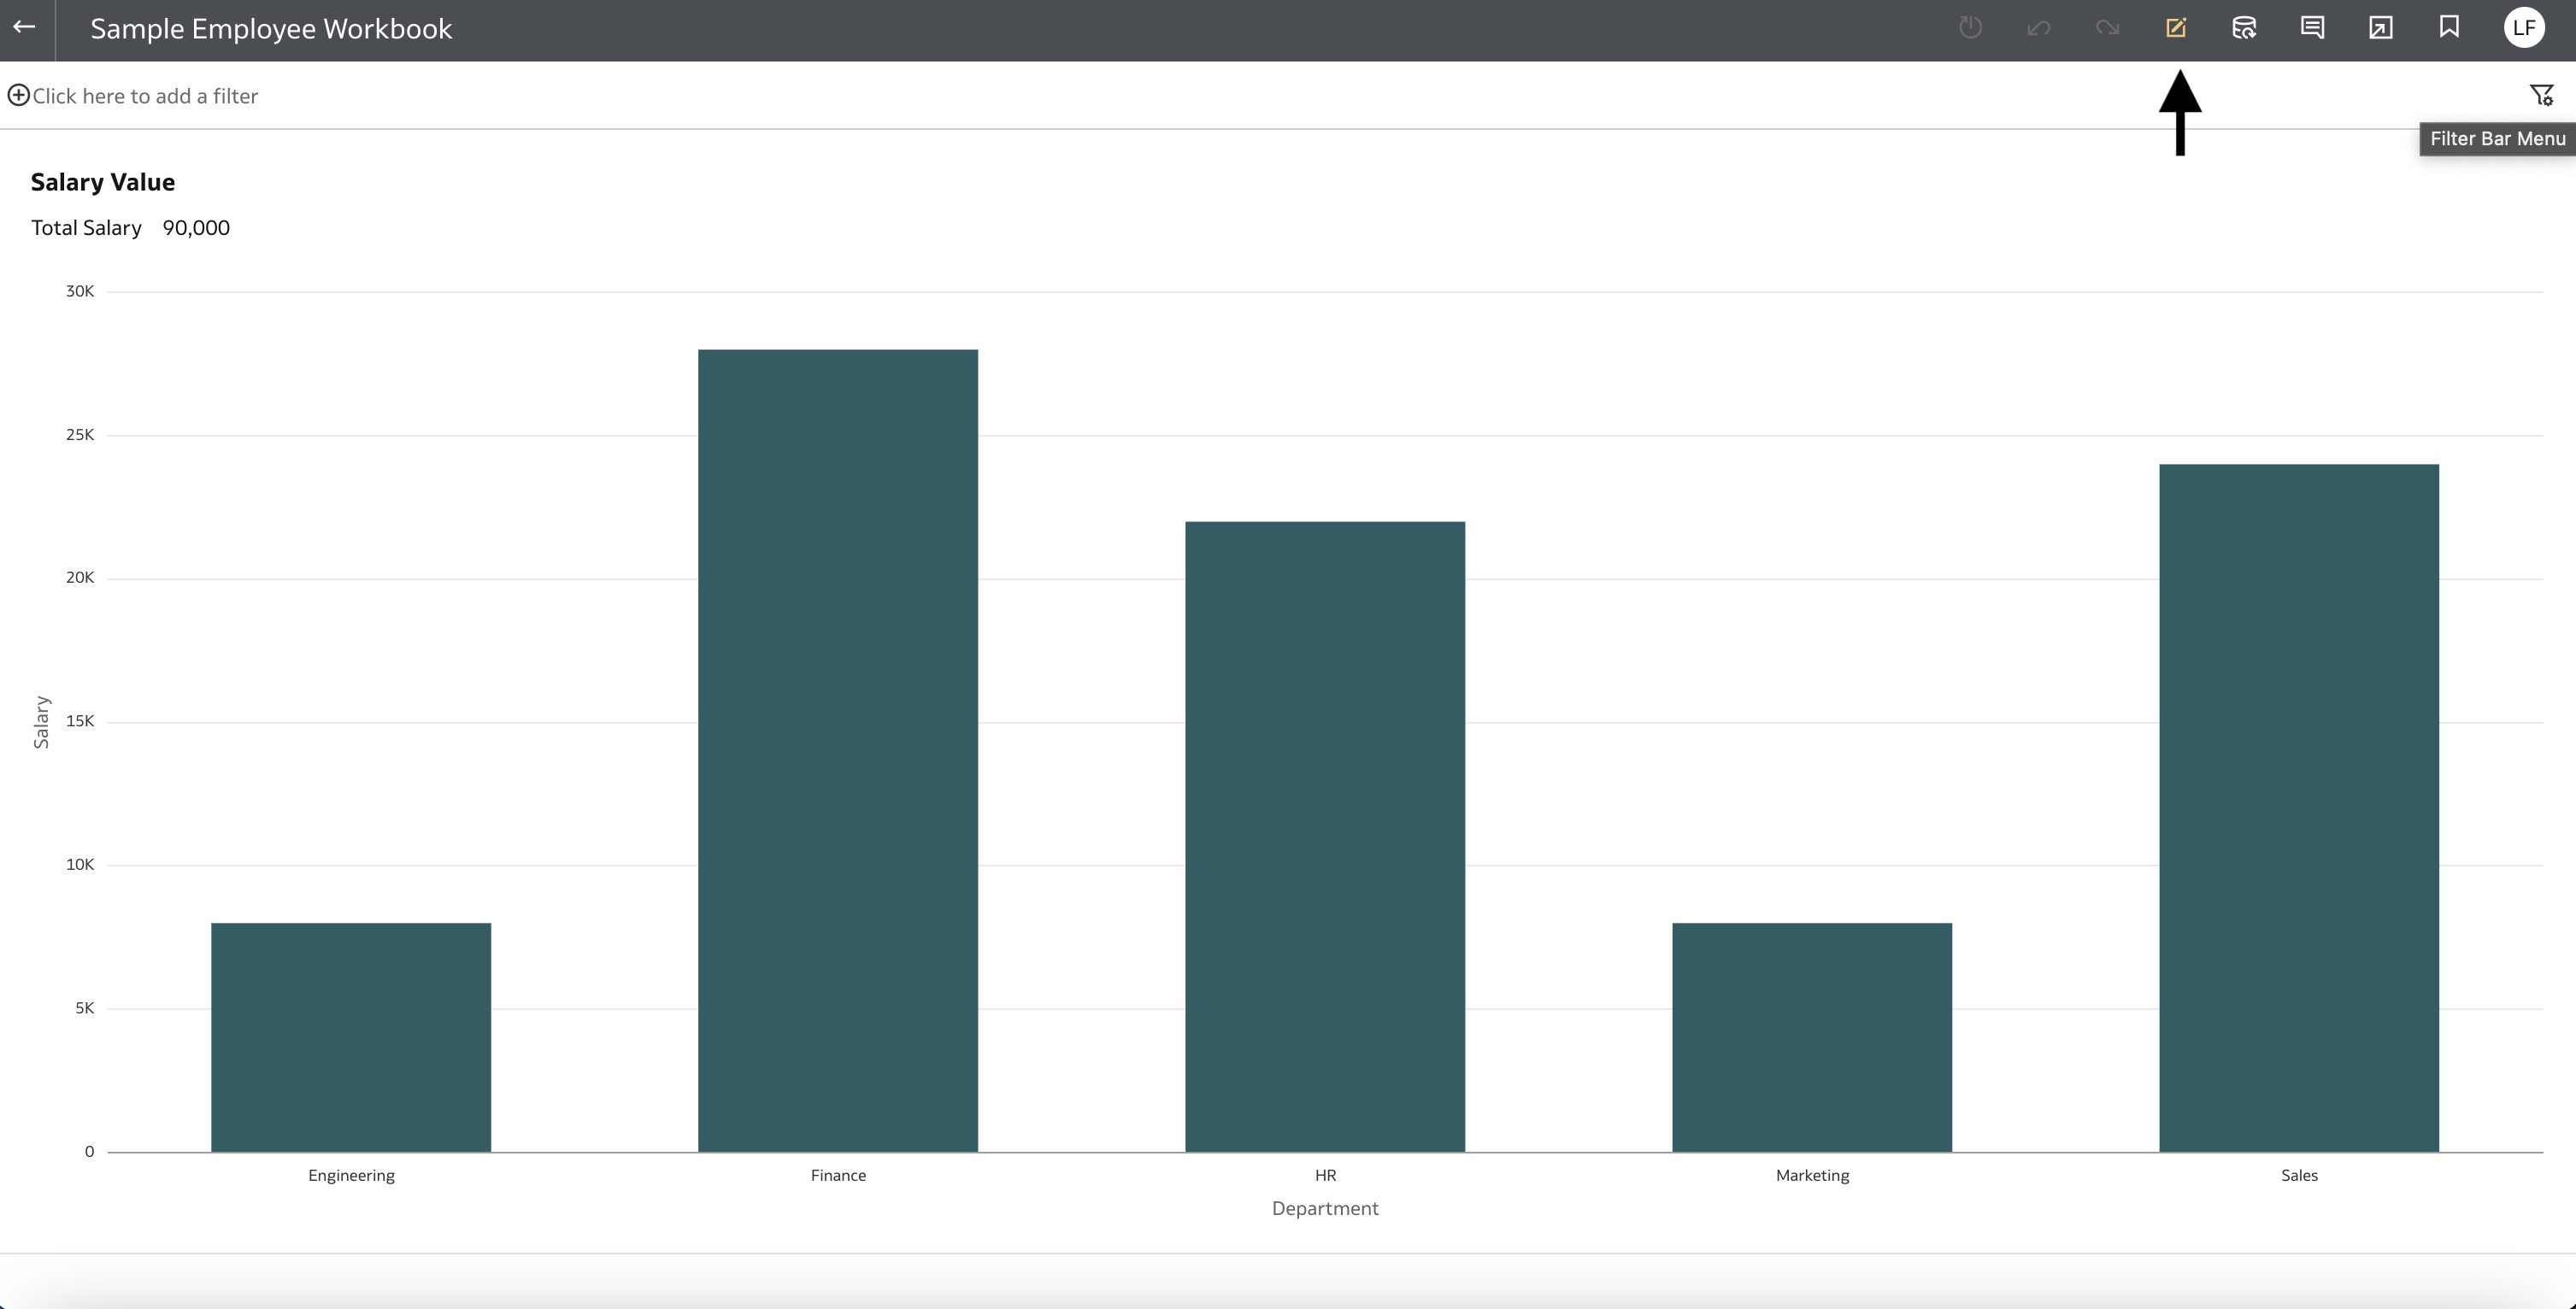 Sample Employee Workbook
LF
Click here to add a filter
Filter Bar Menu
Salary Value
Total Salary 90,000
30K
25K
20K
15K
10K
5K
0
Salary
Engineering Finance HR Marketing Sales
Department